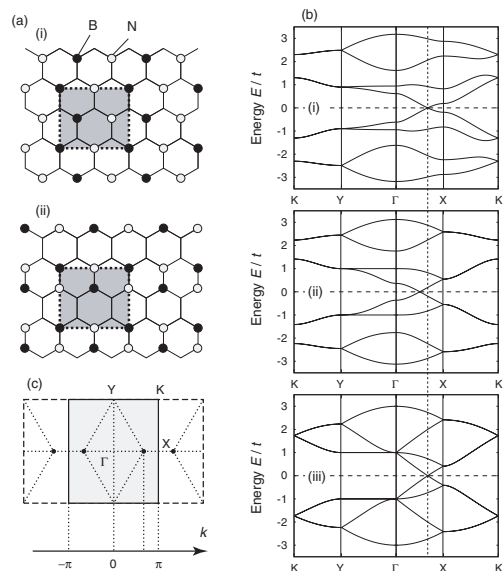 (a)
B
N
(i)
(ii)
(c)
Y
K
X
Γ
k
−π
0
π
(b)
Energy E / t
3
2
1
0
-1
-2
-3
(i)
K
Y
Γ
X
K
Energy E / t
3
2
1
0
-1
-2
-3
(ii)
K
Y
Γ
X
K
Energy E / t
3
2
1
0
-1
-2
-3
(iii)
K
Y
Γ
X
K